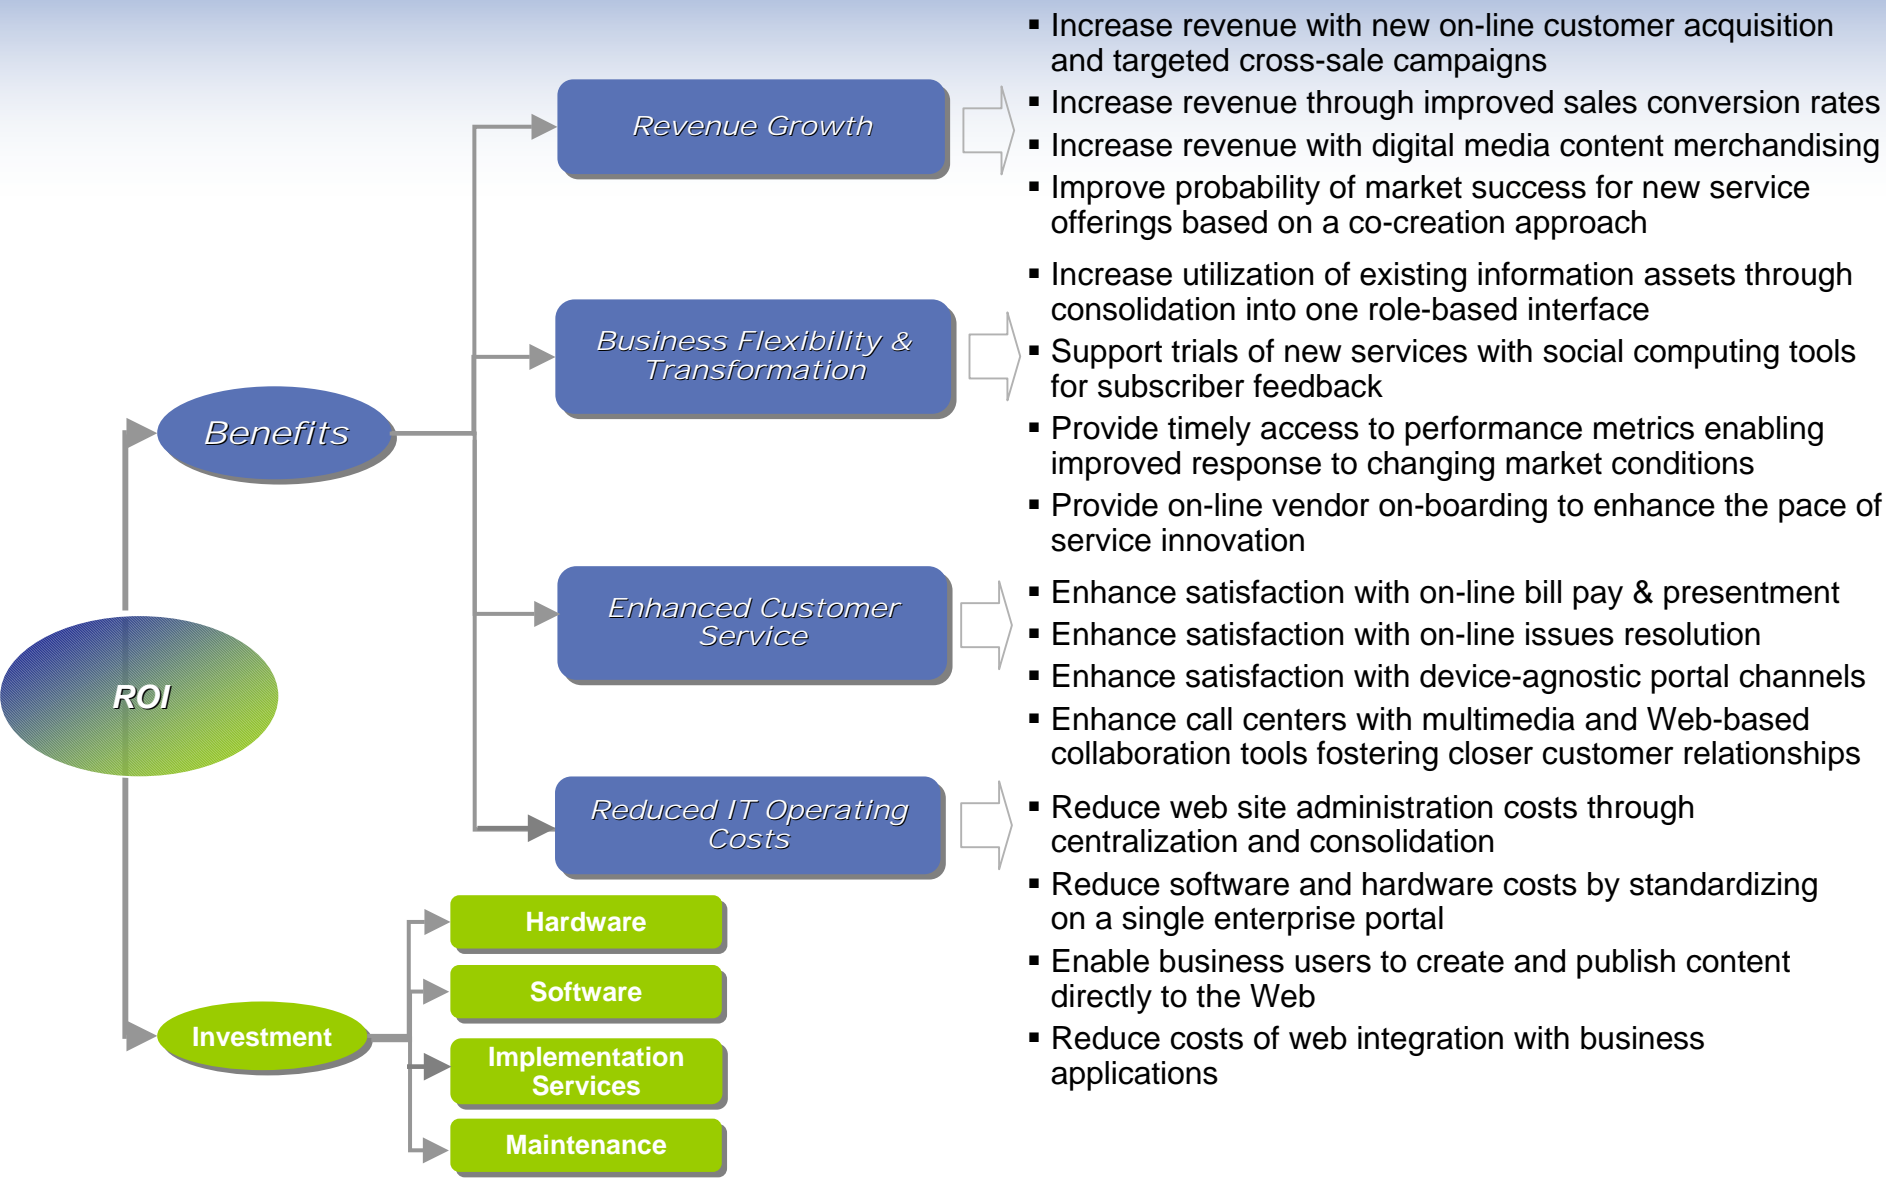 ▪ Increase revenue with new on-line customer acquisition
and targeted cross-sale campaigns
Revenue Growth
▪ Increase revenue through improved sales conversion rates
▪ Increase revenue with digital media content merchandising
▪ Improve probability of market success for new service
offerings based on a co-creation approach
Business Flexibility &
Transformation
▪ Increase utilization of existing information assets through
consolidation into one role-based interface
▪ Support trials of new services with social computing tools
for subscriber feedback
▪ Provide timely access to performance metrics enabling
improved response to changing market conditions
▪ Provide on-line vendor on-boarding to enhance the pace of
service innovation
Benefits
Enhanced Customer
Service
▪ Enhance satisfaction with on-line bill pay & presentment
▪ Enhance satisfaction with on-line issues resolution
▪ Enhance satisfaction with device-agnostic portal channels
▪ Enhance call centers with multimedia and Web-based
collaboration tools fostering closer customer relationships
ROI
Reduced IT Operating
Costs
▪ Reduce web site administration costs through
centralization and consolidation
▪ Reduce software and hardware costs by standardizing
on a single enterprise portal
▪ Enable business users to create and publish content
directly to the Web
▪ Reduce costs of web integration with business
applications
Investment
Hardware
Software
Implementation
Services
Maintenance